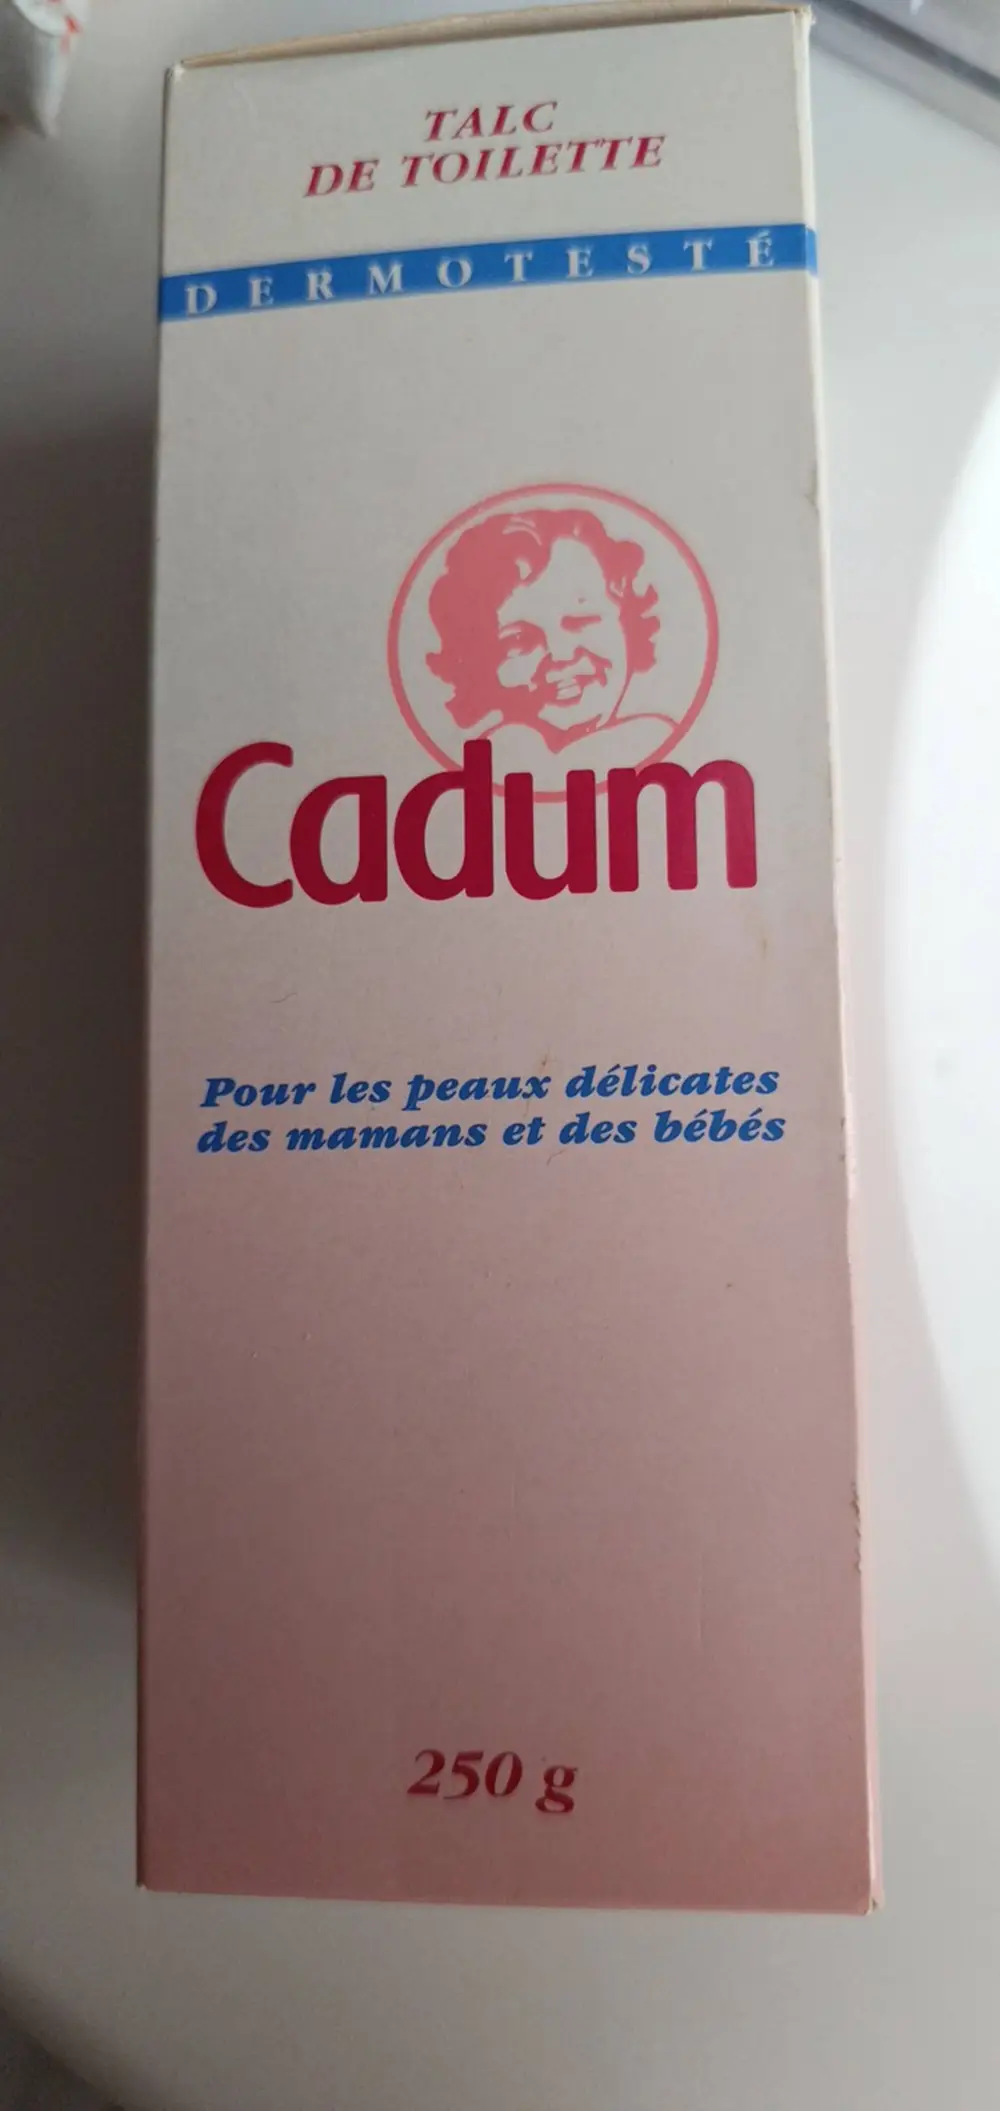 TALC
DE TOILETTE
DERMOTESTÉ
Cadum
Pour les peaux délicates
des mamans et des bébés
250 g